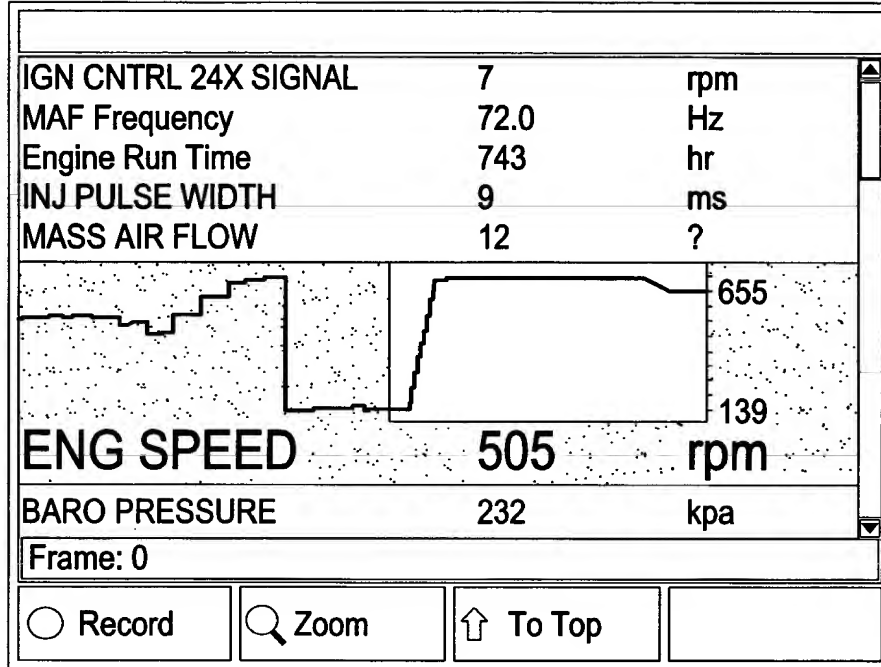 IGN CNTRL 24X SIGNAL 7 rpm
MAF Frequency 72.0 Hz
Engine Run Time 743 hr
INJ PULSE WIDTH 9 ms
MASS AIR FLOW 12 ?
655
139
ENG SPEED 505 rpm
BARO PRESSURE 232 kpa
Frame: 0
Record Zoom To Top